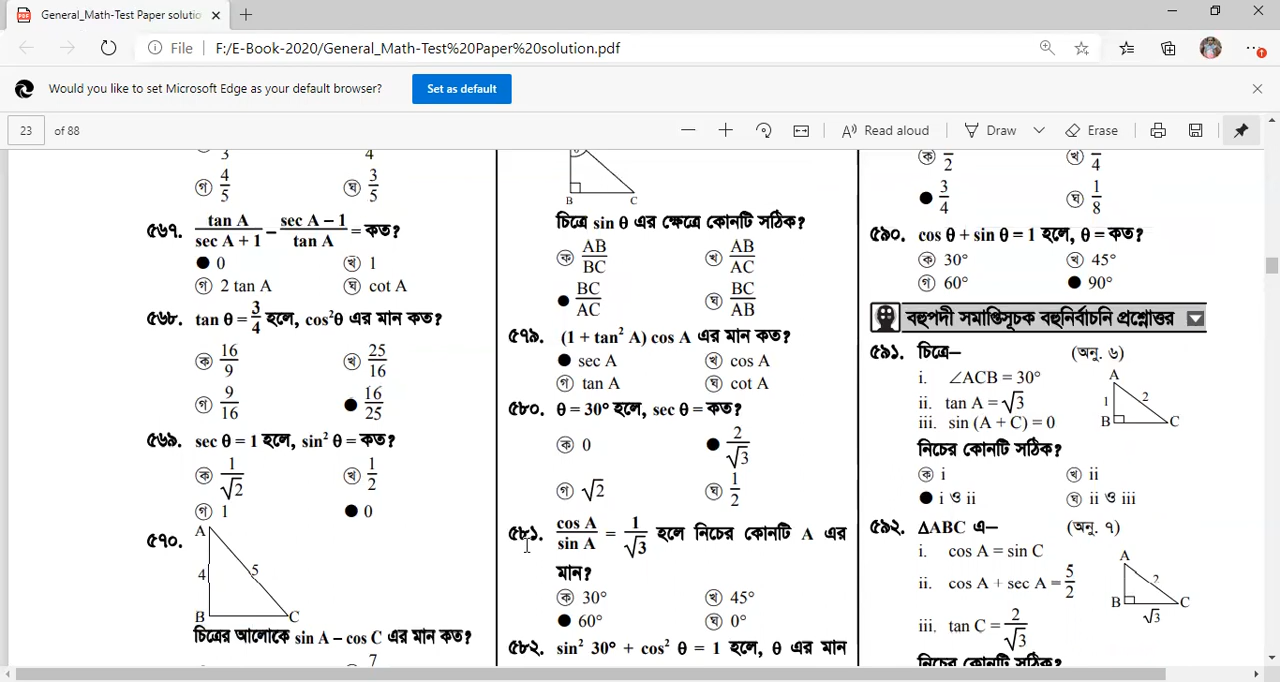 General_Math-Test Paper solutio
File F:/E-Book-2020/General_Math-Test%20Paper%20solution.pdf
Would you like to set Microsoft Edge as your default browser? Set as default
23 of 88 Read aloud Draw Erase
3 4
গ 4/5 ঘ 3/5
৫৬৭. tan A/sec A + 1 − sec A − 1/tan A = কত?
● 0 খ 1
গ 2 tan A ঘ cot A
৫৬৮. tan θ = 3/4 হলে, cos²θ এর মান কত?
ক 16/9 খ 25/16
গ 9/16 ● 16/25
৫৬৯. sec θ = 1 হলে, sin² θ = কত?
ক 1/√2 খ 1/2
গ 1 ● 0
৫৭০.
A
4 5
B C
চিত্রের আলোকে sin A – cos C এর মান কত?
7
B C
চিত্রে sin θ এর ক্ষেত্রে কোনটি সঠিক?
ক AB/BC খ AB/AC
● BC/AC ঘ BC/AB
৫৭৯. (1 + tan² A) cos A এর মান কত?
● sec A খ cos A
গ tan A ঘ cot A
৫৮০. θ = 30° হলে, sec θ = কত?
ক 0 ● 2/√3
গ √2 ঘ 1/2
৫৮১. cos A/sin A = 1/√3 হলে নিচের কোনটি A এর
মান?
ক 30° খ 45°
● 60° ঘ 0°
৫৮২. sin² 30° + cos² θ = 1 হলে, θ এর মান
ক /2 খ /4
● 3/4 ঘ 1/8
৫৯০. cos θ + sin θ = 1 হলে, θ = কত?
ক 30° খ 45°
গ 60° ● 90°
বহুপদী সমাপ্তিসূচক বহুনির্বাচনি প্রশ্নোত্তর
৫৯১. চিত্রে– (অনু. ৬)
i. ∠ACB = 30°
ii. tan A = √3
iii. sin (A + C) = 0
A
1 2
B C
নিচের কোনটি সঠিক?
ক i খ ii
● i ও ii ঘ ii ও iii
৫৯২. ΔABC এ– (অনু. ৭)
i. cos A = sin C
ii. cos A + sec A = 5/2
iii. tan C = 2/√3
A
2
B C
√3
নিচের কোনটি সঠিক?